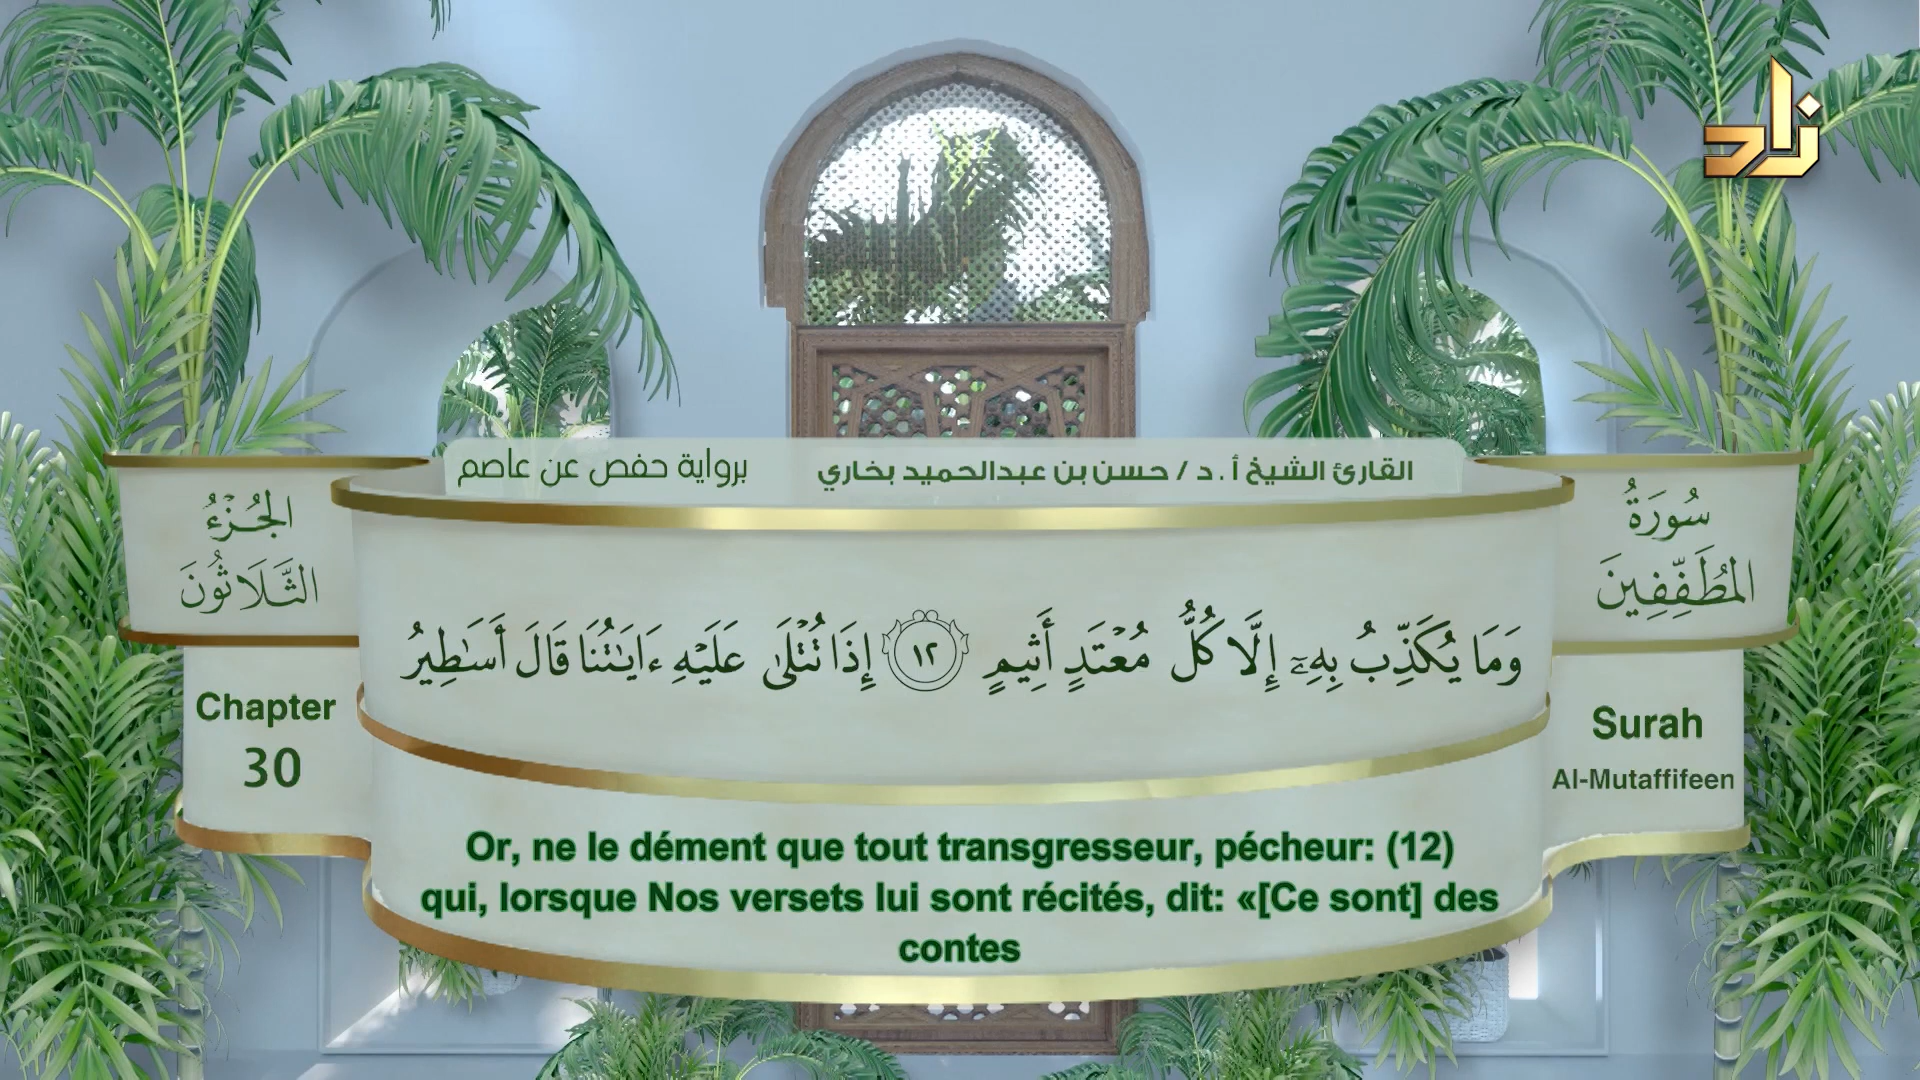 زاد
القارئ الشيخ أ . د / حسن بن عبدالحميد بخاري
برواية حفص عن عاصم
سُورَةُ
المُطَفِّفِينَ
الجُزْءُ
الثَّلَاثُونَ
وَمَا يُكَذِّبُ بِهِۦٓ إِلَّا كُلُّ مُعْتَدٍ أَثِيمٍ ١٢ إِذَا تُتْلَىٰ عَلَيْهِ ءَايَٰتُنَا قَالَ أَسَٰطِيرُ
Chapter
30
Surah
Al-Mutaffifeen
Or, ne le dément que tout transgresseur, pécheur: (12)
qui, lorsque Nos versets lui sont récités, dit: «[Ce sont] des
contes